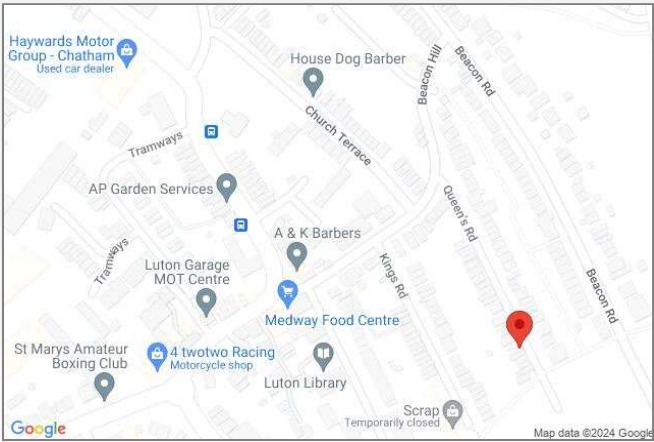 Haywards Motor
Group - Chatham
Used car dealer
House Dog Barber
Beacon Hill
Beacon Rd
Church Terrace
Tramways
AP Garden Services
Queen's Rd
A & K Barbers
Tramways
Luton Garage
MOT Centre
Kings Rd
Beacon Rd
Medway Food Centre
St Marys Amateur
Boxing Club
4 twotwo Racing
Motorcycle shop
Luton Library
Scrap
Temporarily closed
Google
Map data ©2024 Google